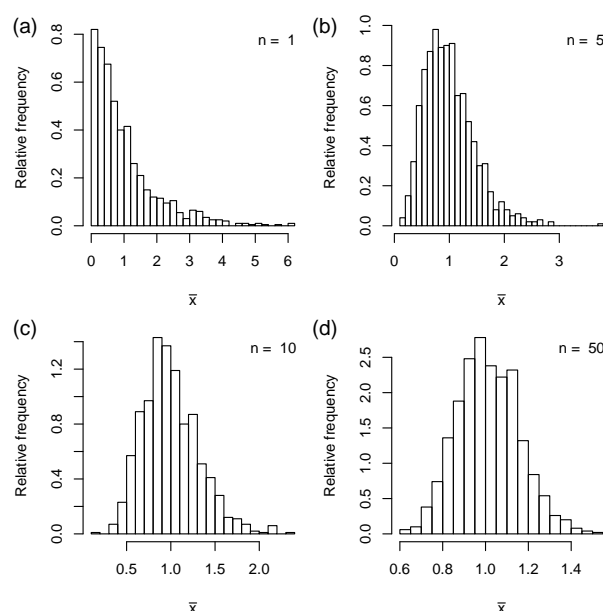 (a)
n = 1
Relative frequency
0.0 0.2 0.4 0.6 0.8
0 1 2 3 4 5 6
x̅
(b)
n = 5
Relative frequency
0.0 0.2 0.4 0.6 0.8 1.0
0 1 2 3
x̅
(c)
n = 10
Relative frequency
0.0 0.4 0.8 1.2
0.5 1.0 1.5 2.0
x̅
(d)
n = 50
Relative frequency
0.0 0.5 1.0 1.5 2.0 2.5
0.6 0.8 1.0 1.2 1.4
x̅